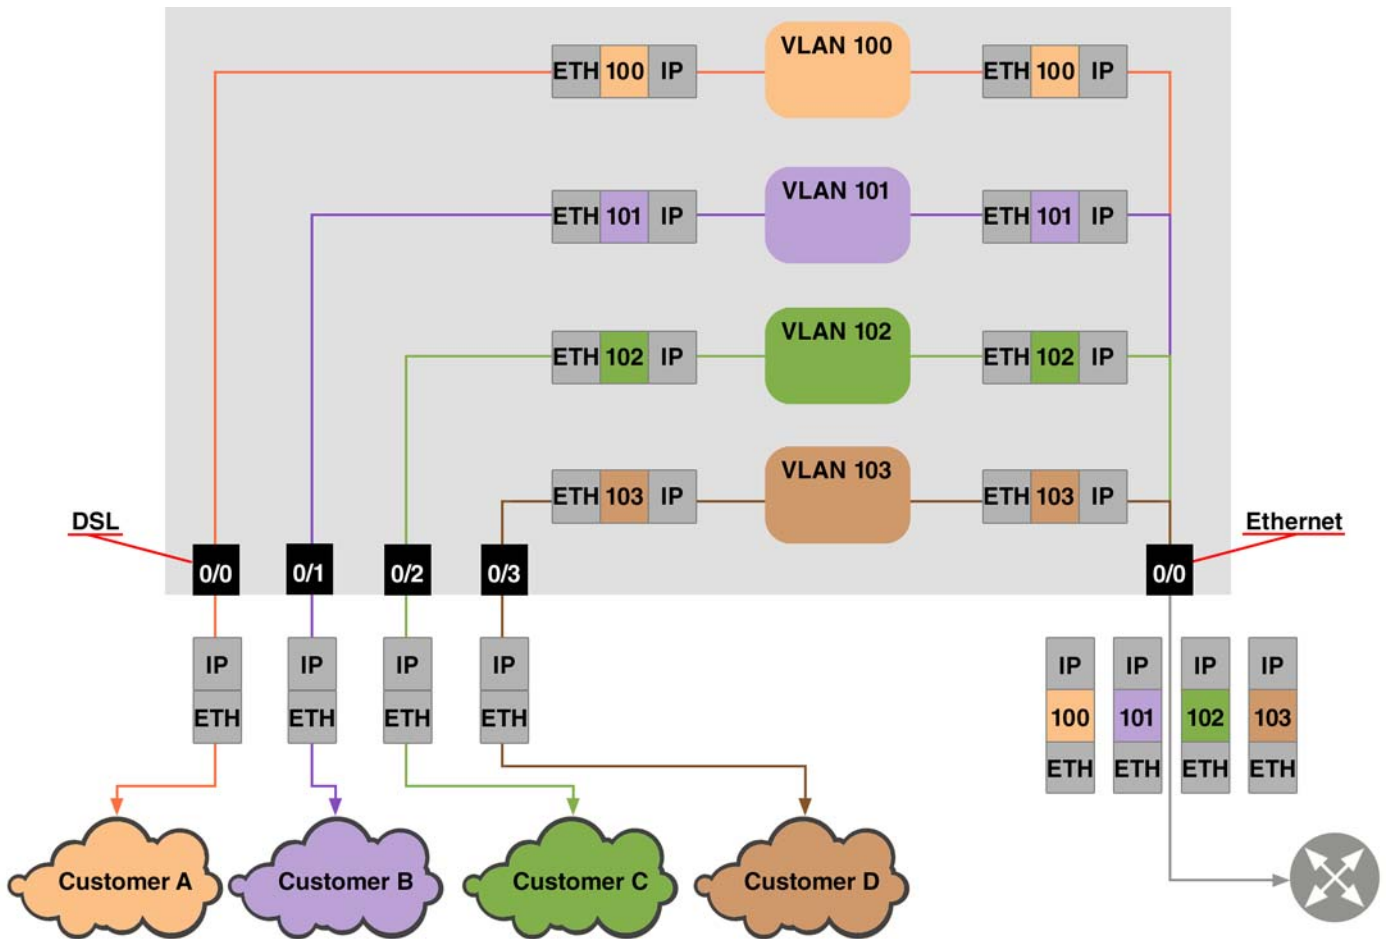 VLAN 100
ETH 100 IP
ETH 100 IP
VLAN 101
ETH 101 IP
ETH 101 IP
VLAN 102
ETH 102 IP
ETH 102 IP
VLAN 103
ETH 103 IP
ETH 103 IP
DSL
Ethernet
0/0 0/1 0/2 0/3 0/0
IP IP IP IP
ETH ETH ETH ETH
IP IP IP IP
100 101 102 103
ETH ETH ETH ETH
Customer A
Customer B
Customer C
Customer D